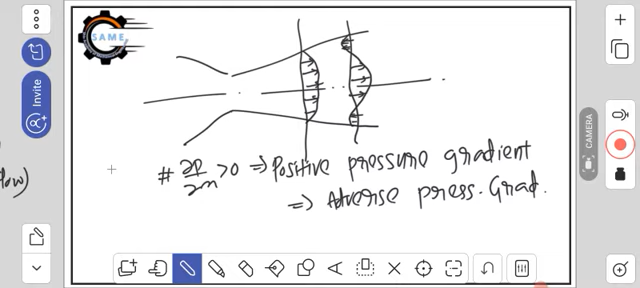 SAME
Invite
CAMERA
low)
# ∂P/∂x >0 ⇒ Positive pressure gradient
⇒ Adverse press. Grad.